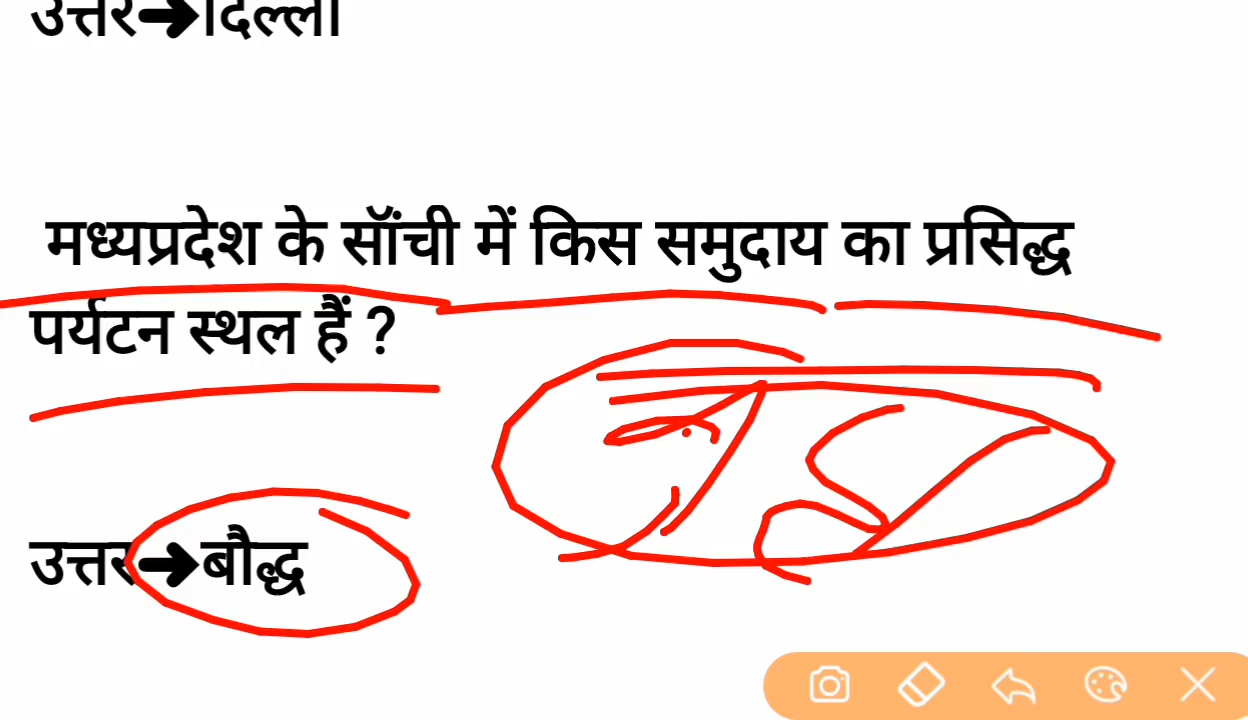 उत्तर➔दिल्ली
मध्यप्रदेश के सॉंची में किस समुदाय का प्रसिद्ध
पर्यटन स्थल हैं ?
उत्तर➔बौद्ध